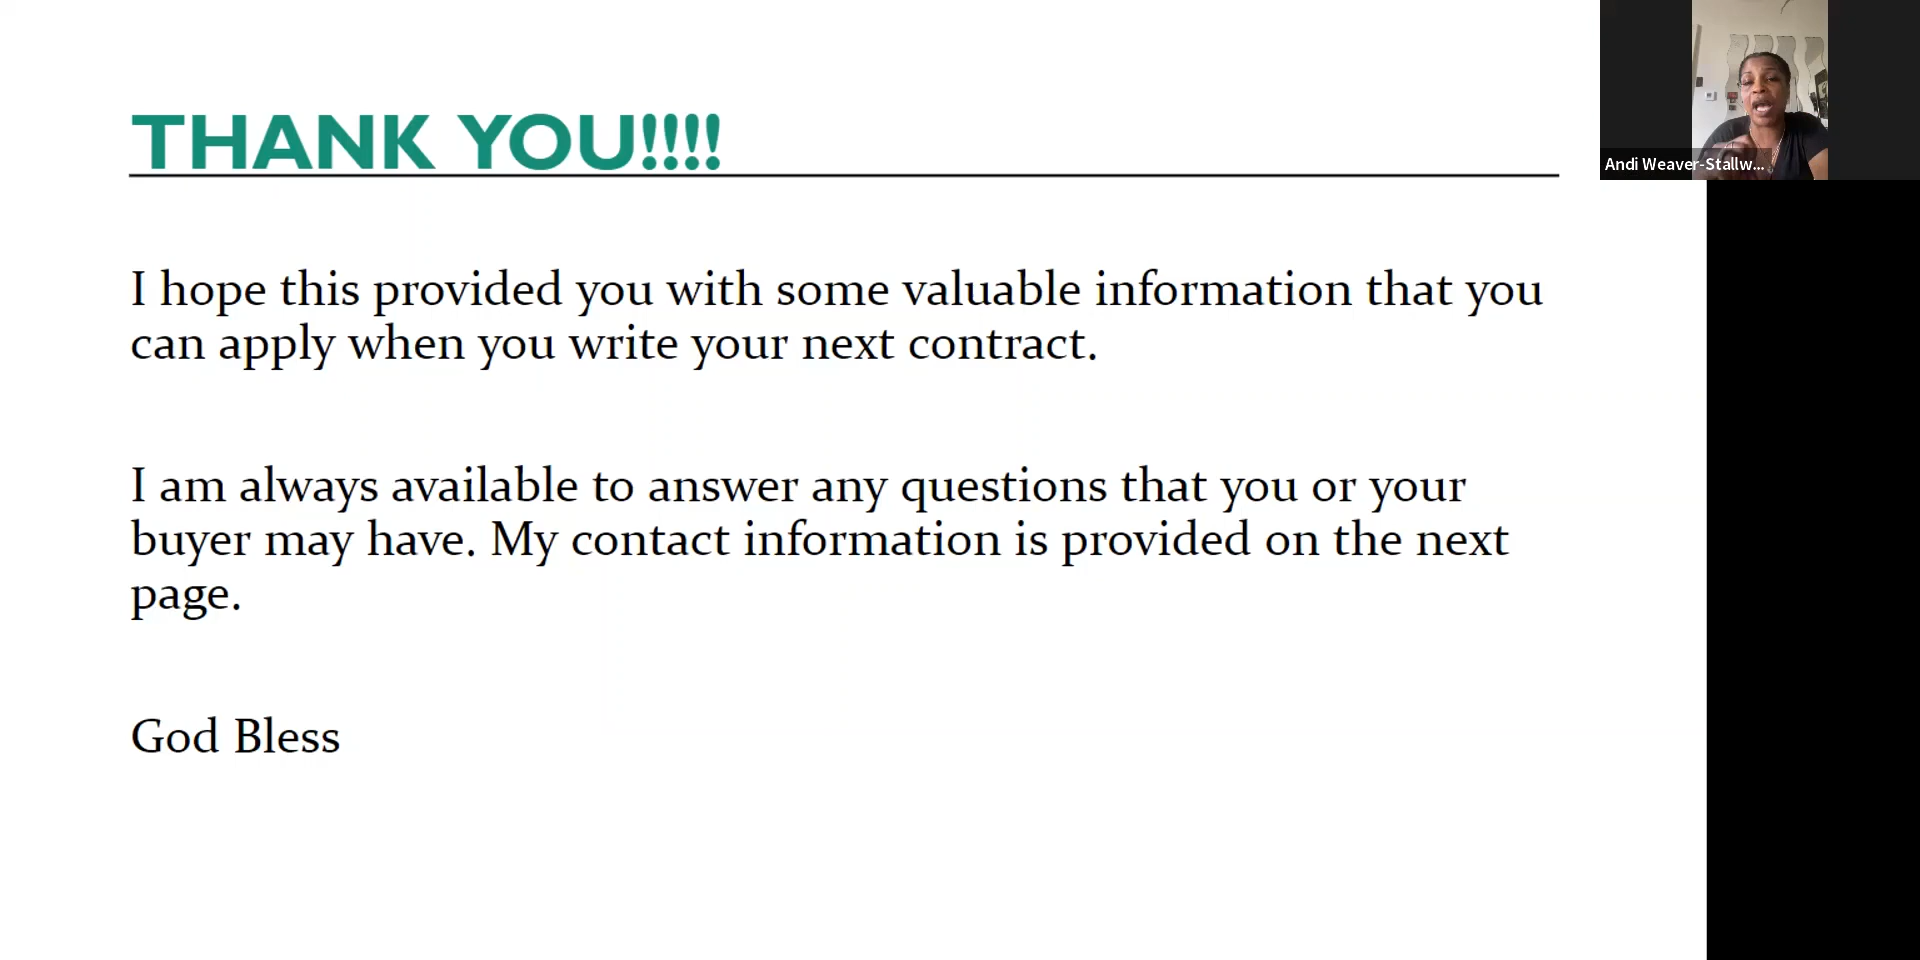 THANK YOU!!!!
I hope this provided you with some valuable information that you
can apply when you write your next contract.
I am always available to answer any questions that you or your
buyer may have. My contact information is provided on the next
page.
God Bless
Andi Weaver-Stallw...